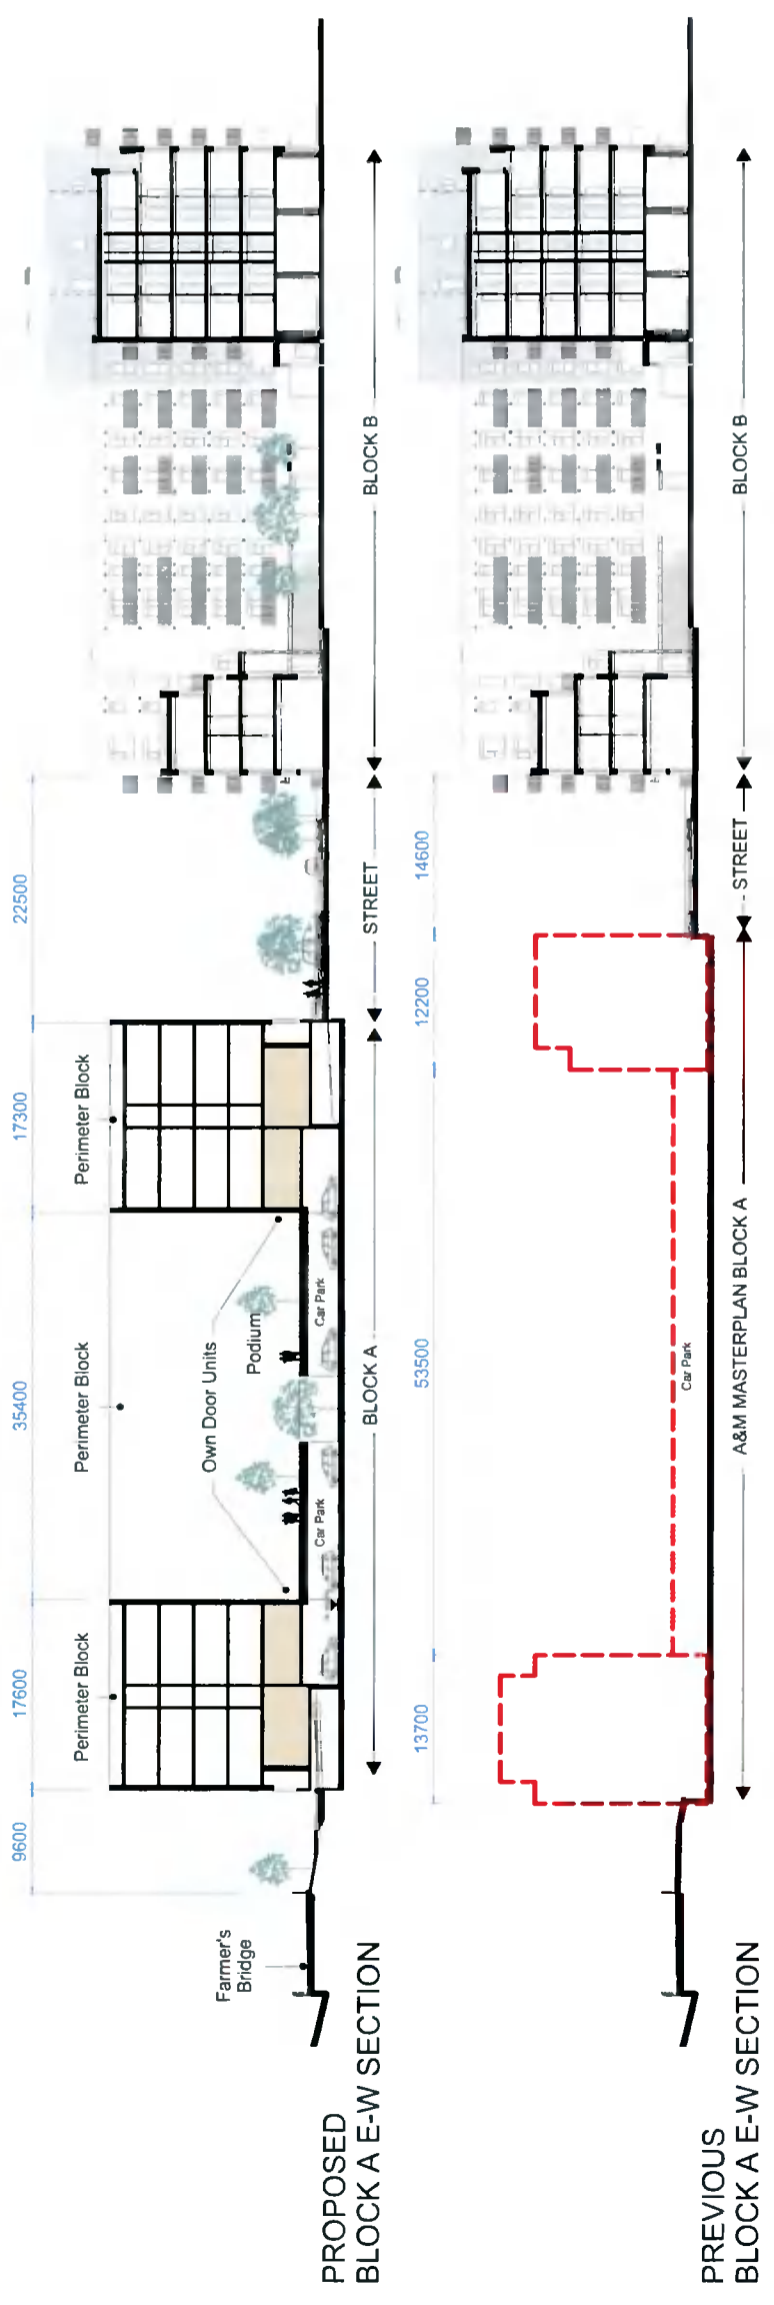 9600
17600
35400
17300
22500
Perimeter Block
Perimeter Block
Perimeter Block
Farmer's
Bridge
Own Door Units
Podium
Car Park
Car Park
BLOCK A
STREET
BLOCK B
PROPOSED
BLOCK A E-W SECTION
13700
53500
12200
14600
Car Park
A&M MASTERPLAN BLOCK A
STREET
BLOCK B
PREVIOUS
BLOCK A E-W SECTION